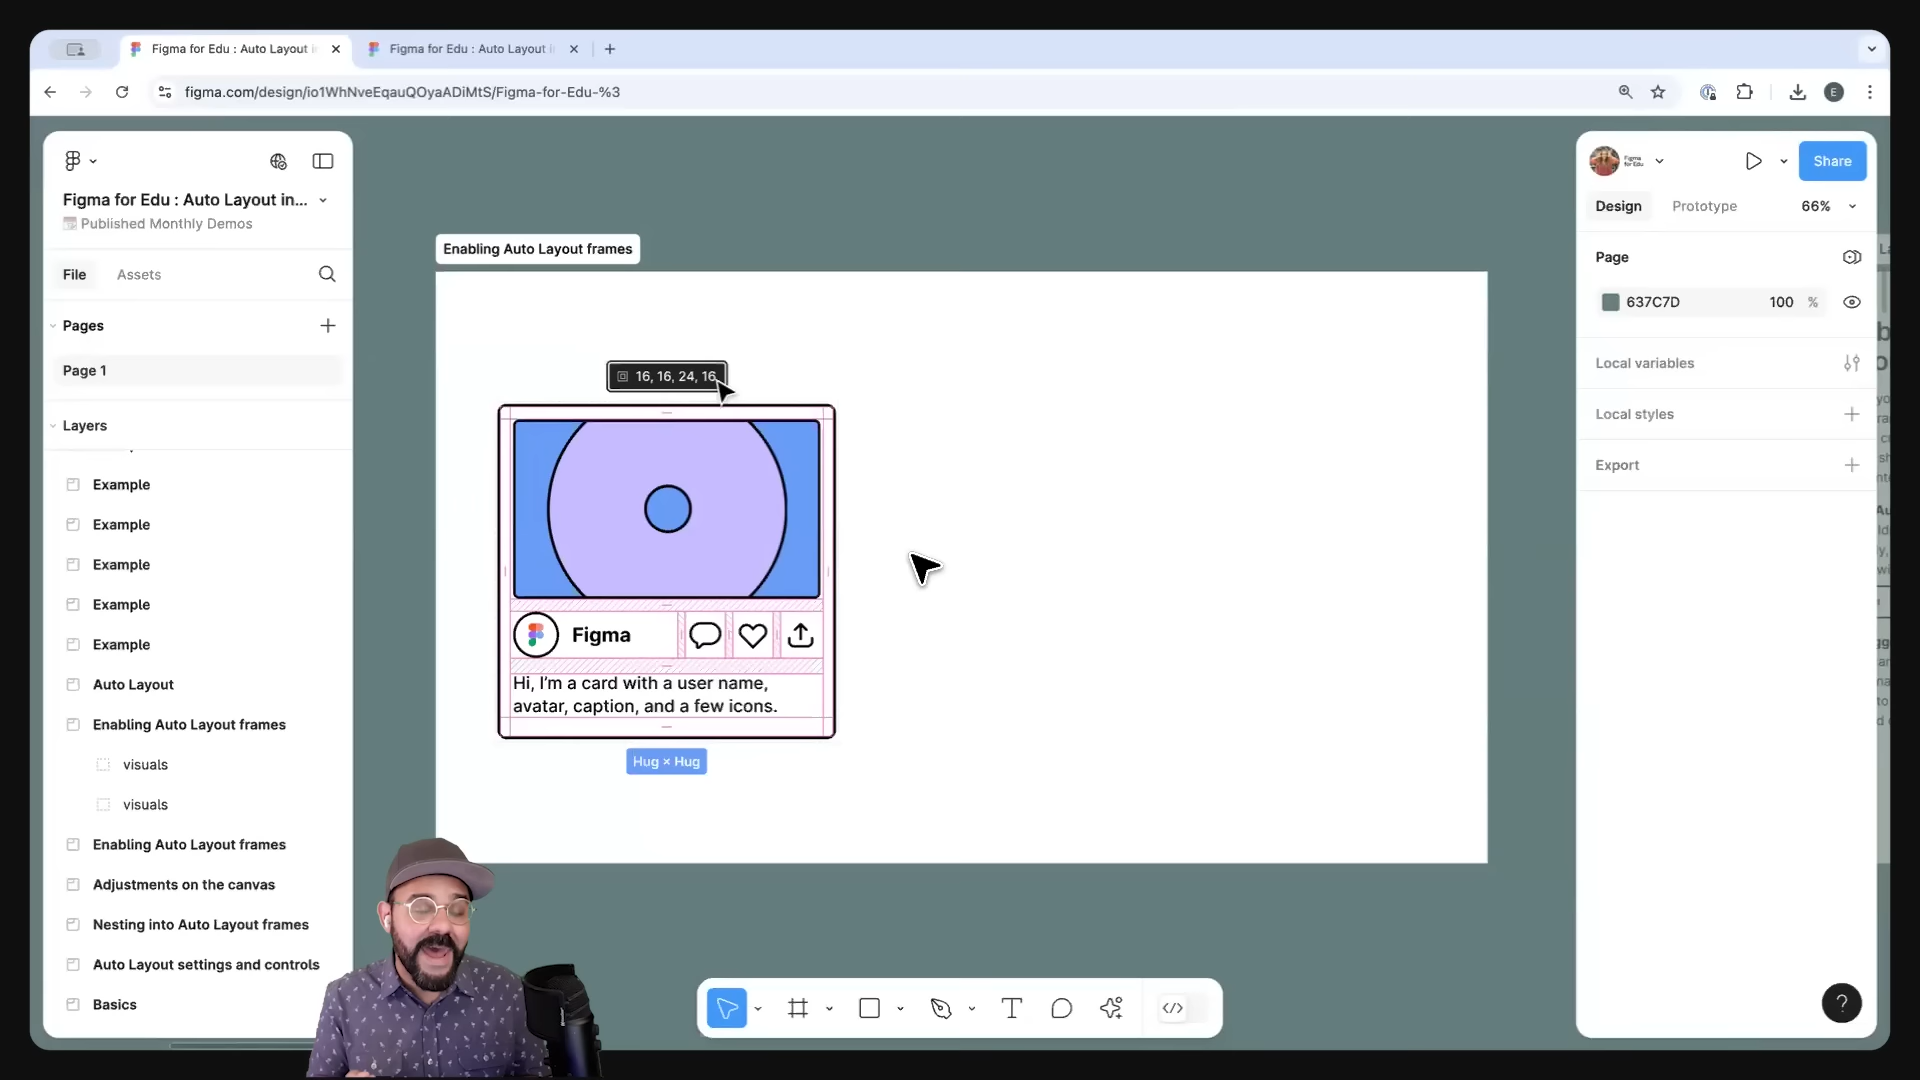 Figma for Edu : Auto Layout i
Figma for Edu : Auto Layout i
figma.com/design/io1WhNveEqauQOyaADiMtS/Figma-for-Edu-%3
E
Figma for Edu : Auto Layout in...
Published Monthly Demos
File
Assets
Pages
Page 1
Layers
Example
Example
Example
Example
Example
Auto Layout
Enabling Auto Layout frames
visuals
visuals
Enabling Auto Layout frames
Adjustments on the canvas
Nesting into Auto Layout frames
Auto Layout settings and controls
Basics
Enabling Auto Layout frames
16, 16, 24, 16
Figma
Hi, I'm a card with a user name,
avatar, caption, and a few icons.
Hug × Hug
Figma
for Edu
Share
Design
Prototype
66%
Page
637C7D
100
%
Local variables
Local styles
Export
?